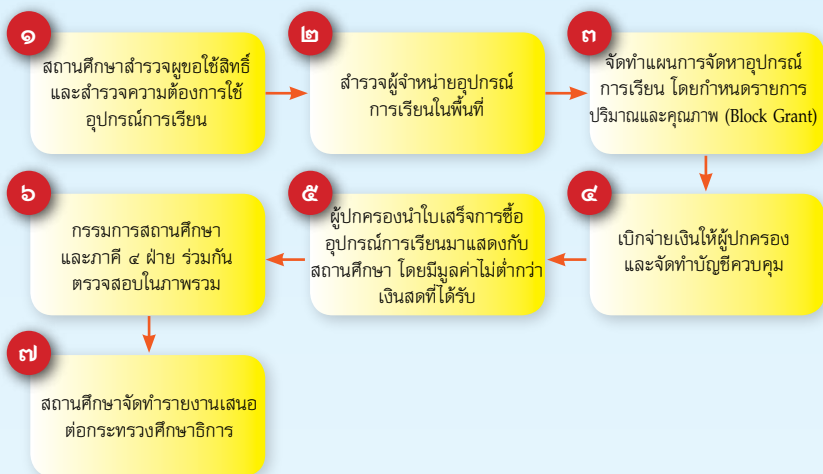 ๑
สถานศึกษาสำรวจผูขอใช้สิทธิ์
และสำรวจความต้องการใช้
อุปกรณ์การเรียน
๒
สำรวจผู้จำหน่ายอุปกรณ์
การเรียนในพื้นที่
๓
จัดทำแผนการจัดหาอุปกรณ์
การเรียน โดยกำหนดรายการ
ปริมาณและคุณภาพ (Block Grant)
๔
เบิกจ่ายเงินให้ผู้ปกครอง
และจัดทำบัญชีควบคุม
๕
ผู้ปกครองนำใบเสร็จการซื้อ
อุปกรณ์การเรียนมาแสดงกับ
สถานศึกษา โดยมีมูลค่าไม่ต่ำกว่า
เงินสดที่ได้รับ
๖
กรรมการสถานศึกษา
และภาคี ๔ ฝ่าย ร่วมกัน
ตรวจสอบในภาพรวม
๗
สถานศึกษาจัดทำรายงานเสนอ
ต่อกระทรวงศึกษาธิการ